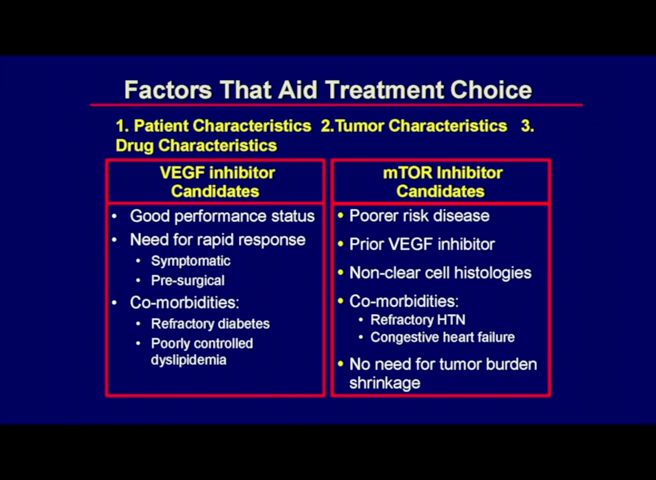 Factors That Aid Treatment Choice
1. Patient Characteristics 2.Tumor Characteristics 3.
Drug Characteristics
VEGF inhibitor
Candidates
• Good performance status
• Need for rapid response
• Symptomatic
• Pre-surgical
• Co-morbidities:
• Refractory diabetes
• Poorly controlled
dyslipidemia
mTOR Inhibitor
Candidates
• Poorer risk disease
• Prior VEGF inhibitor
• Non-clear cell histologies
• Co-morbidities:
• Refractory HTN
• Congestive heart failure
• No need for tumor burden
shrinkage